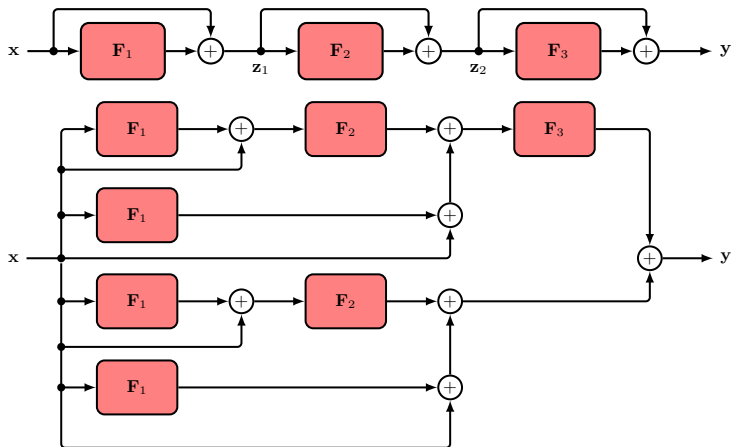 x F₁ + F₂ + F₃ + y
z₁ z₂
F₁ + F₂ + F₃
F₁ +
x + y
F₁ + F₂ +
F₁ +